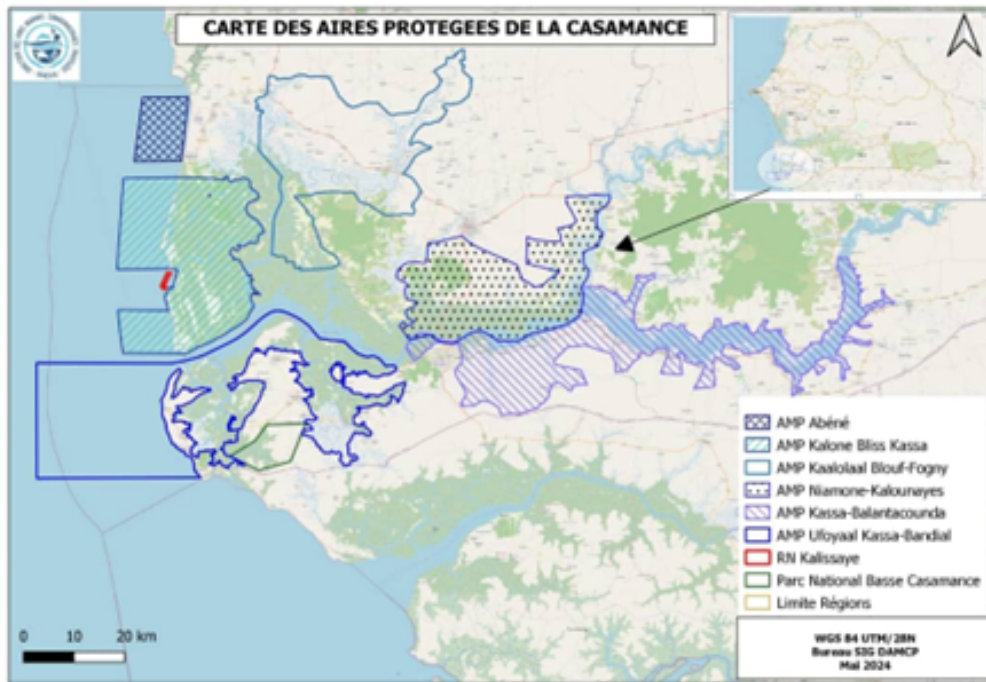 CARTE DES AIRES PROTEGEES DE LA CASAMANCE
AMP Abéné
AMP Kalone Bliss Kassa
AMP Kaalolaal Blouf-Fogny
AMP Niamone-Kalounayes
AMP Kassa-Balantacounda
AMP Ufoyaal Kassa-Bandial
RN Kalissaye
Parc National Basse Casamance
Limite Régions
0 10 20 km
WGS 84 UTM/28N
Bureau SIG DAMCP
Mai 2024